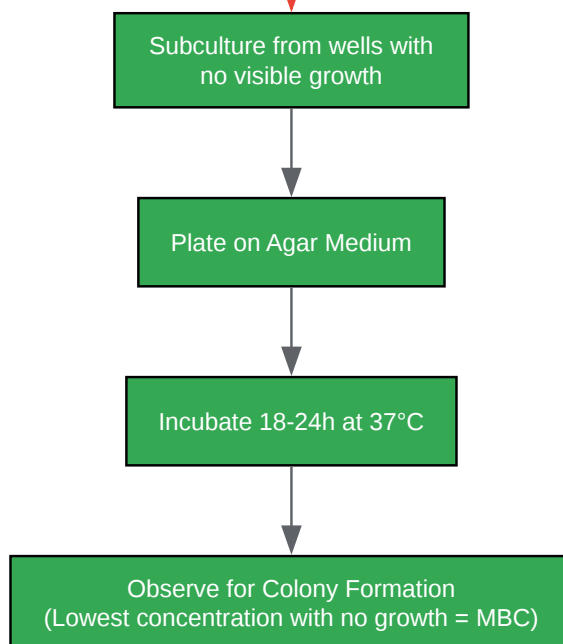 Subculture from wells with
no visible growth
Plate on Agar Medium
Incubate 18-24h at 37°C
Observe for Colony Formation
(Lowest concentration with no growth = MBC)